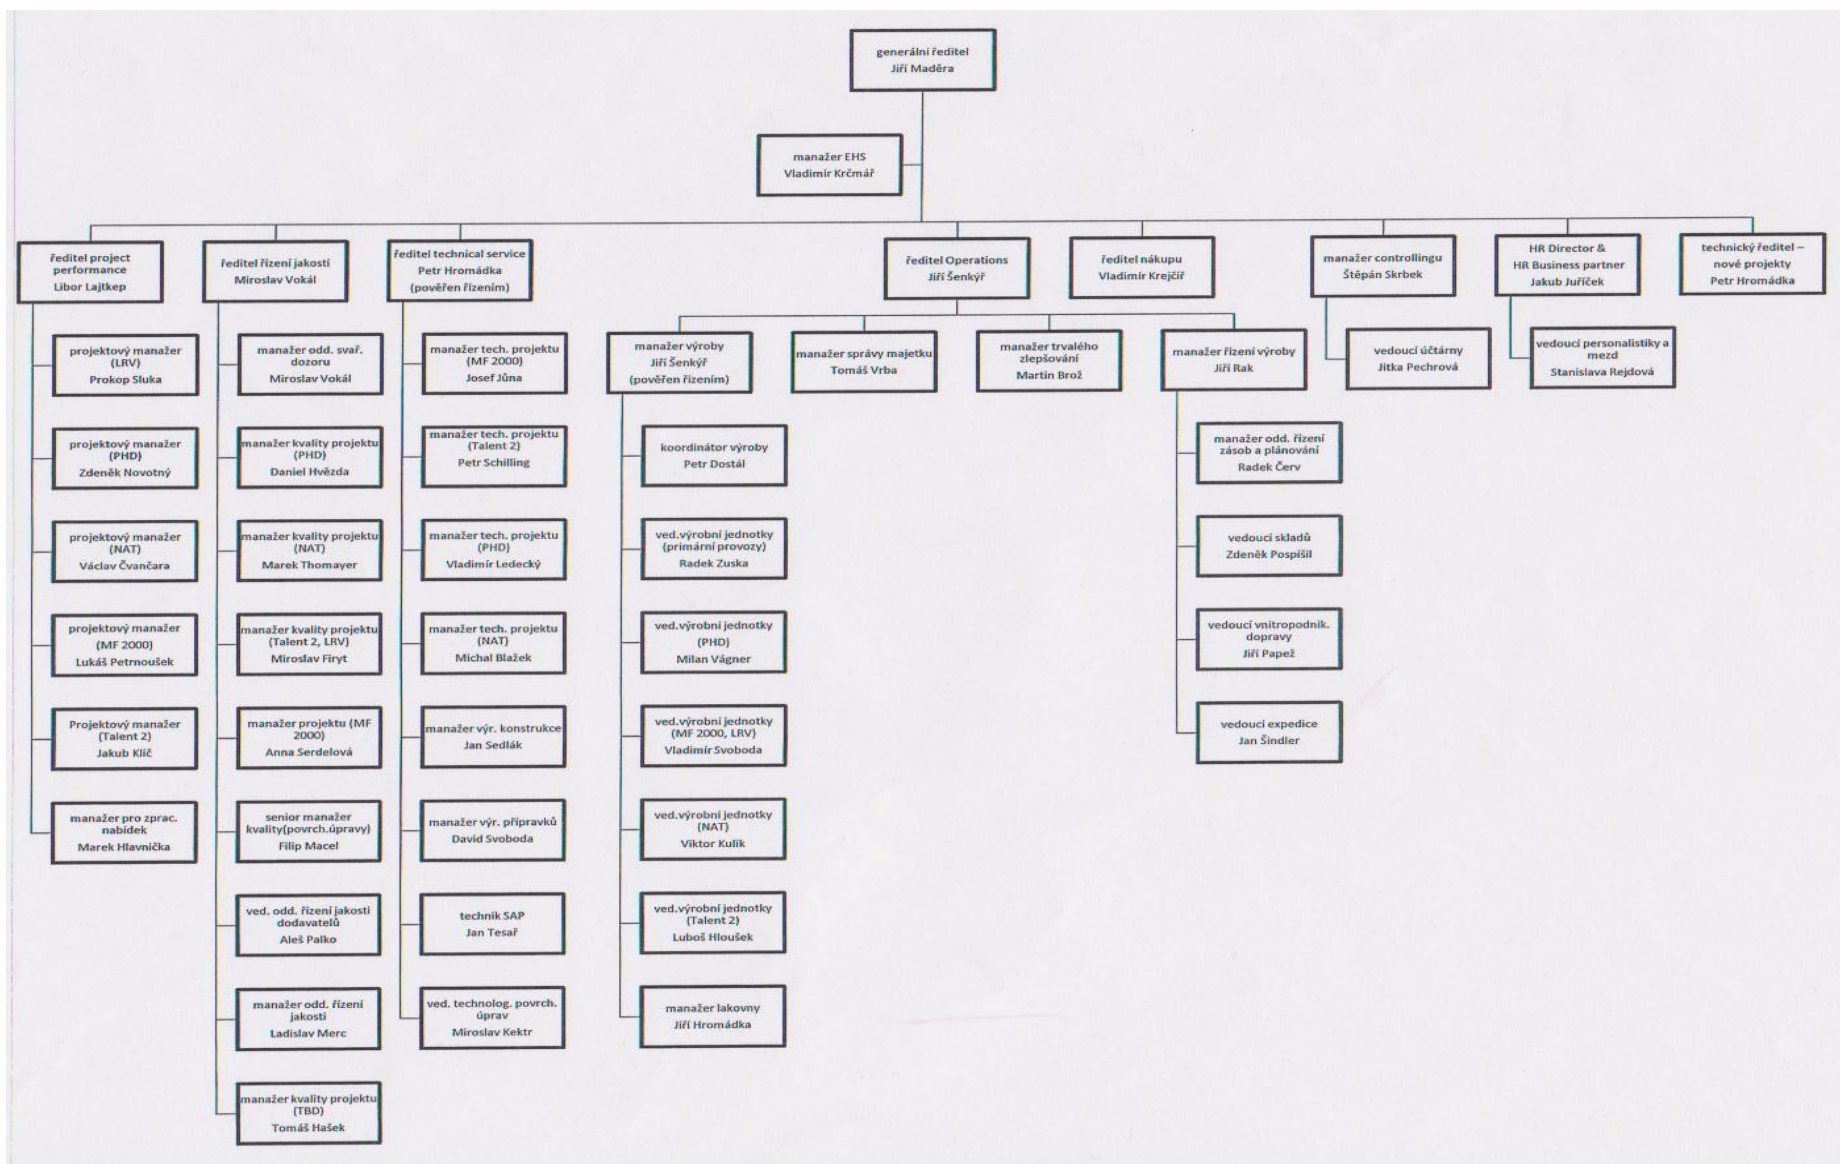 generální ředitel
Jiří Maděra
manažer EHS
Vladimír Krčmář
ředitel project
performance
Libor Lajtkep
ředitel řízení jakosti
Miroslav Vokál
ředitel technical service
Petr Hromádka
(pověřen řízením)
ředitel Operations
Jiří Šenkýř
ředitel nákupu
Vladimír Krejčíř
manažer controllingu
Štěpán Skrbek
HR Director &
HR Business partner
Jakub Juříček
technický ředitel –
nové projekty
Petr Hromádka
projektový manažer
(LRV)
Prokop Sluka
projektový manažer
(PHD)
Zdeněk Novotný
projektový manažer
(NAT)
Václav Čvančara
projektový manažer
(MF 2000)
Lukáš Petrnoušek
Projektový manažer
(Talent 2)
Jakub Klíč
manažer pro zprac.
nabídek
Marek Hlavnička
manažer odd. svař.
dozoru
Miroslav Vokál
manažer kvality projektu
(PHD)
Daniel Hvězda
manažer kvality projektu
(NAT)
Marek Thomayer
manažer kvality projektu
(Talent 2, LRV)
Miroslav Firyt
manažer projektu (MF
2000)
Anna Serdelová
senior manažer
kvality(povrch.úpravy)
Filip Macel
ved. odd. řízení jakosti
dodavatelů
Aleš Palko
manažer odd. řízení
jakosti
Ladislav Merc
manažer kvality projektu
(TBD)
Tomáš Hašek
manažer tech. projektu
(MF 2000)
Josef Jůna
manažer tech. projektu
(Talent 2)
Petr Schilling
manažer tech. projektu
(PHD)
Vladimír Ledecký
manažer tech. projektu
(NAT)
Michal Blažek
manažer výr. konstrukce
Jan Sedlák
manažer výr. přípravků
David Svoboda
technik SAP
Jan Tesař
ved. technolog. povrch.
úprav
Miroslav Kektr
manažer výroby
Jiří Šenkýř
(pověřen řízením)
manažer správy majetku
Tomáš Vrba
manažer trvalého
zlepšování
Martin Brož
manažer řízení výroby
Jiří Rak
vedoucí účtárny
Jitka Pechrová
vedoucí personalistiky a
mezd
Stanislava Rejdová
koordinátor výroby
Petr Dostál
ved.výrobní jednotky
(primární provozy)
Radek Zuska
ved.výrobní jednotky
(PHD)
Milan Vágner
ved.výrobní jednotky
(MF 2000, LRV)
Vladimír Svoboda
ved.výrobní jednotky
(NAT)
Viktor Kulik
ved.výrobní jednotky
(Talent 2)
Luboš Hloušek
manažer lakovny
Jiří Hromádka
manažer odd. řízení
zásob a plánování
Radek Červ
vedoucí skladů
Zdeněk Pospíšil
vedoucí vnitropodnik.
dopravy
Jiří Papež
vedoucí expedice
Jan Šindler